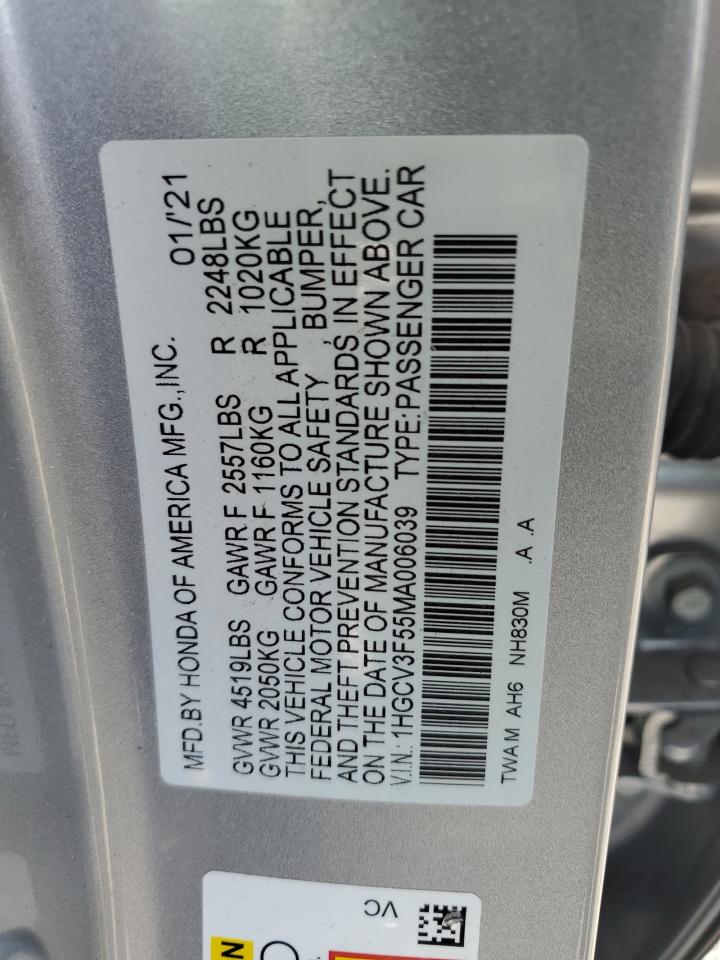 MFD.BY HONDA OF AMERICA MFG.,INC. 01/'21
GVWR 4519LBS GAWR F 2557LBS R 2248LBS
GVWR 2050KG GAWR F 1160KG R 1020KG
THIS VEHICLE CONFORMS TO ALL APPLICABLE
FEDERAL MOTOR VEHICLE SAFETY , BUMPER,
AND THEFT PREVENTION STANDARDS IN EFFECT
ON THE DATE OF MANUFACTURE SHOWN ABOVE.
V.I.N.: 1HGCV3F55MA006039 TYPE:PASSENGER CAR
TWA M AH6 NH830M .A .A
VC